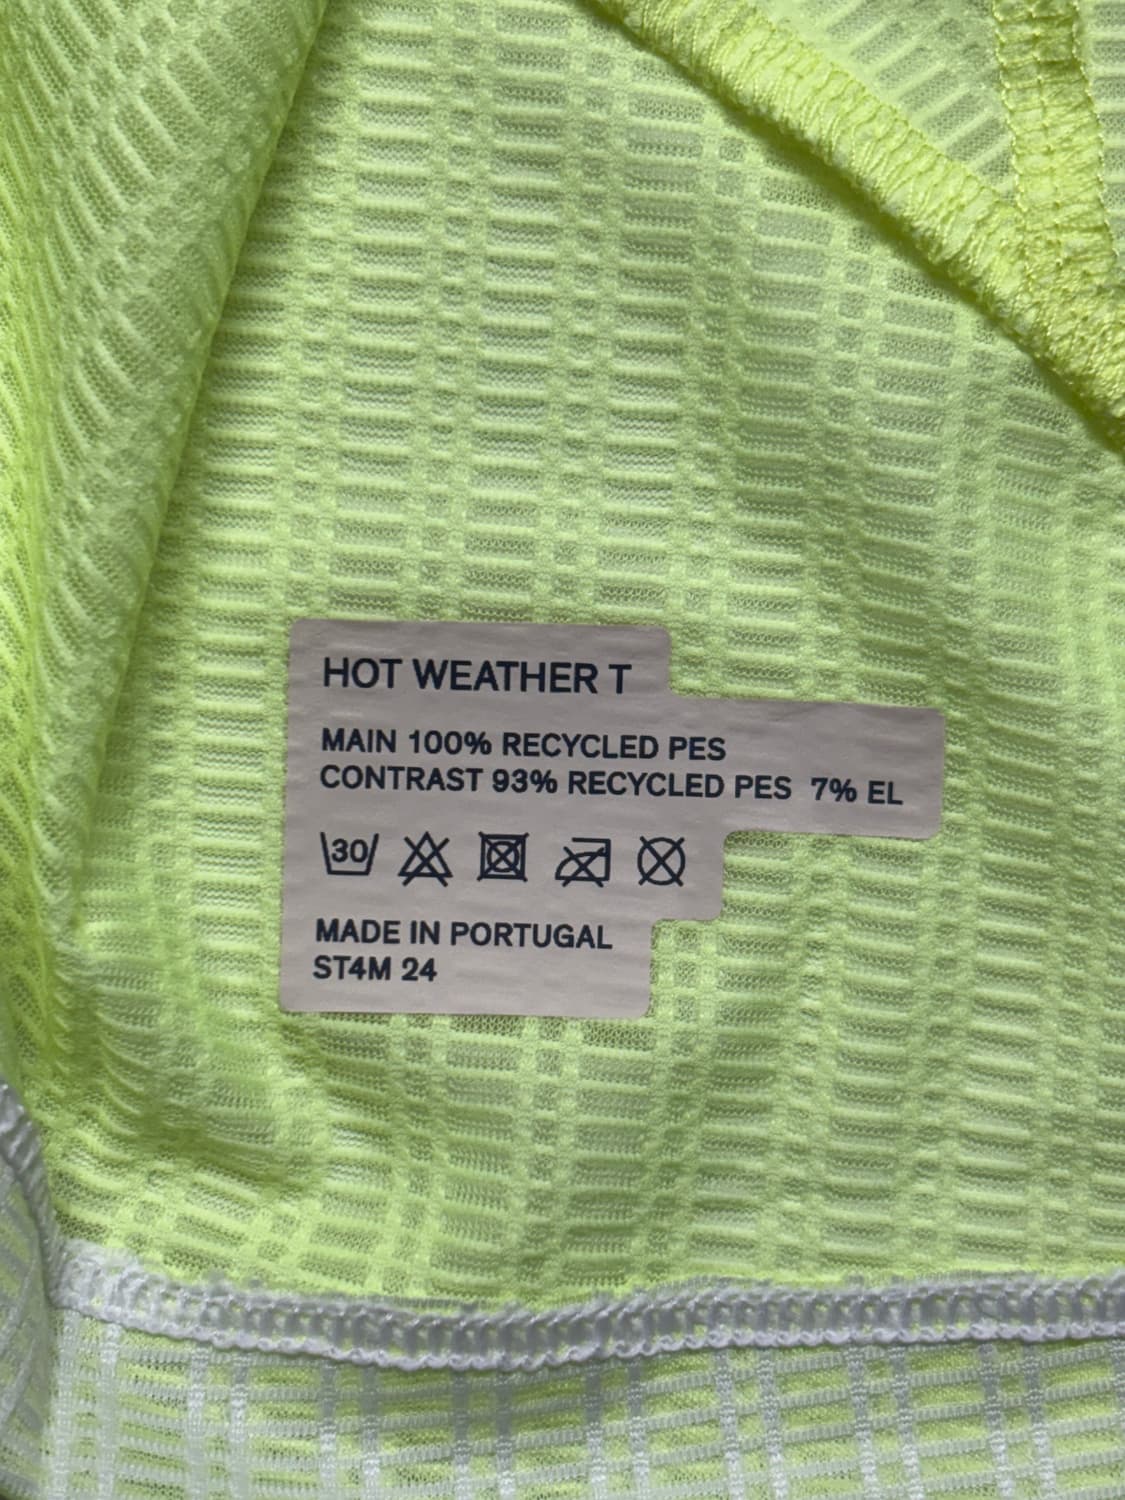 HOT WEATHER T
MAIN 100% RECYCLED PES
CONTRAST 93% RECYCLED PES 7% EL
30
MADE IN PORTUGAL
ST4M 24